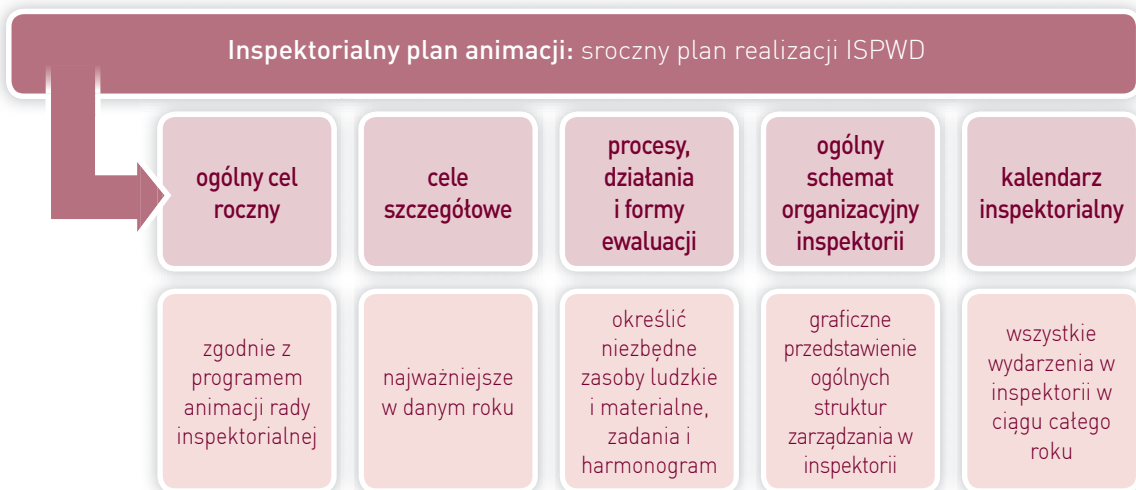 Inspektorialny plan animacji: sroczny plan realizacji ISPWD
ogólny cel
roczny
cele
szczegółowe
procesy,
działania
i formy
ewaluacji
ogólny
schemat
organizacyjny
inspektorii
kalendarz
inspektorialny
zgodnie z
programem
animacji rady
inspektorialnej
najważniejsze
w danym roku
określić
niezbędne
zasoby ludzkie
i materialne,
zadania i
harmonogram
graficzne
przedstawienie
ogólnych
struktur
zarządzania w
inspektorii
wszystkie
wydarzenia w
inspektorii w
ciągu całego
roku